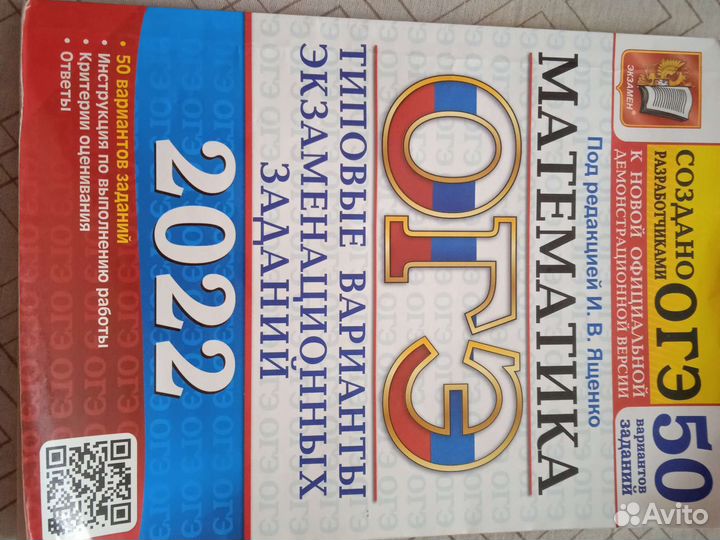 ЭКЗАМЕН®
СОЗДАНО
РАЗРАБОТЧИКАМИ ОГЭ
К НОВОЙ ОФИЦИАЛЬНОЙ
ДЕМОНСТРАЦИОННОЙ ВЕРСИИ
50
вариантов
заданий
Под редакцией И. В. Ященко
МАТЕМАТИКА
ОГЭ
ТИПОВЫЕ ВАРИАНТЫ
ЭКЗАМЕНАЦИОННЫХ
ЗАДАНИЙ
2022
• 50 вариантов заданий
• Инструкция по выполнению работы
• Критерии оценивания
• Ответы
Avito